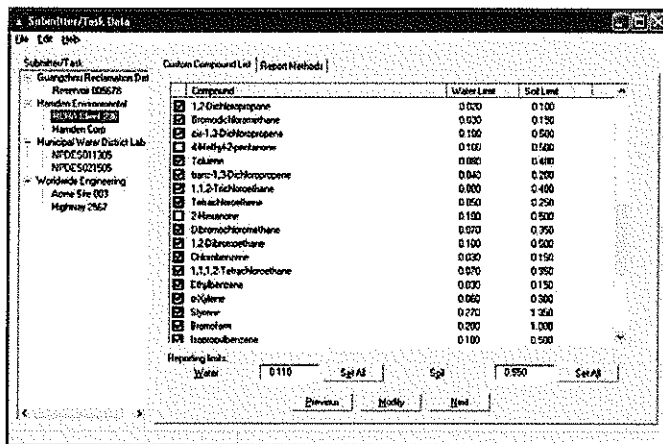 Submitter/Task Data
File Edit Help
Submitter/Task
Guangzhou Reclamation Dist
Reservoir 005678
Hamden Environmental
Hamden Corp
Municipal Water District Lab
NPDES011305
NPDES021505
Worldwide Engineering
Acme Site 003
Highway 2567
Custom Compound List Report Methods
Compound Water Limit Soil Limit
1,2-Dichloropropane 0.020 0.100
Bromodichloromethane 0.030 0.150
cis-1,3-Dichloropropene 0.100 0.500
4-Methyl-2-pentanone 0.100 0.500
Toluene 0.080 0.400
trans-1,3-Dichloropropene 0.040 0.200
1,1,2-Trichloroethane 0.400
Tetrachloroethene 0.050 0.250
2-Hexanone 0.100 0.500
Dibromochloromethane 0.070 0.350
1,2-Dibromoethane 0.100 0.500
Chlorobenzene 0.030 0.150
1,1,1,2-Tetrachloroethane 0.070 0.350
Ethylbenzene 0.030 0.150
o-Xylene 0.060 0.300
Styrene 0.270 1.350
Bromoform 0.200 1.000
Isopropylbenzene 0.100 0.500
Reporting limits
Water 0.110 Set All Soil 0.550 Set All
Previous Modify Next